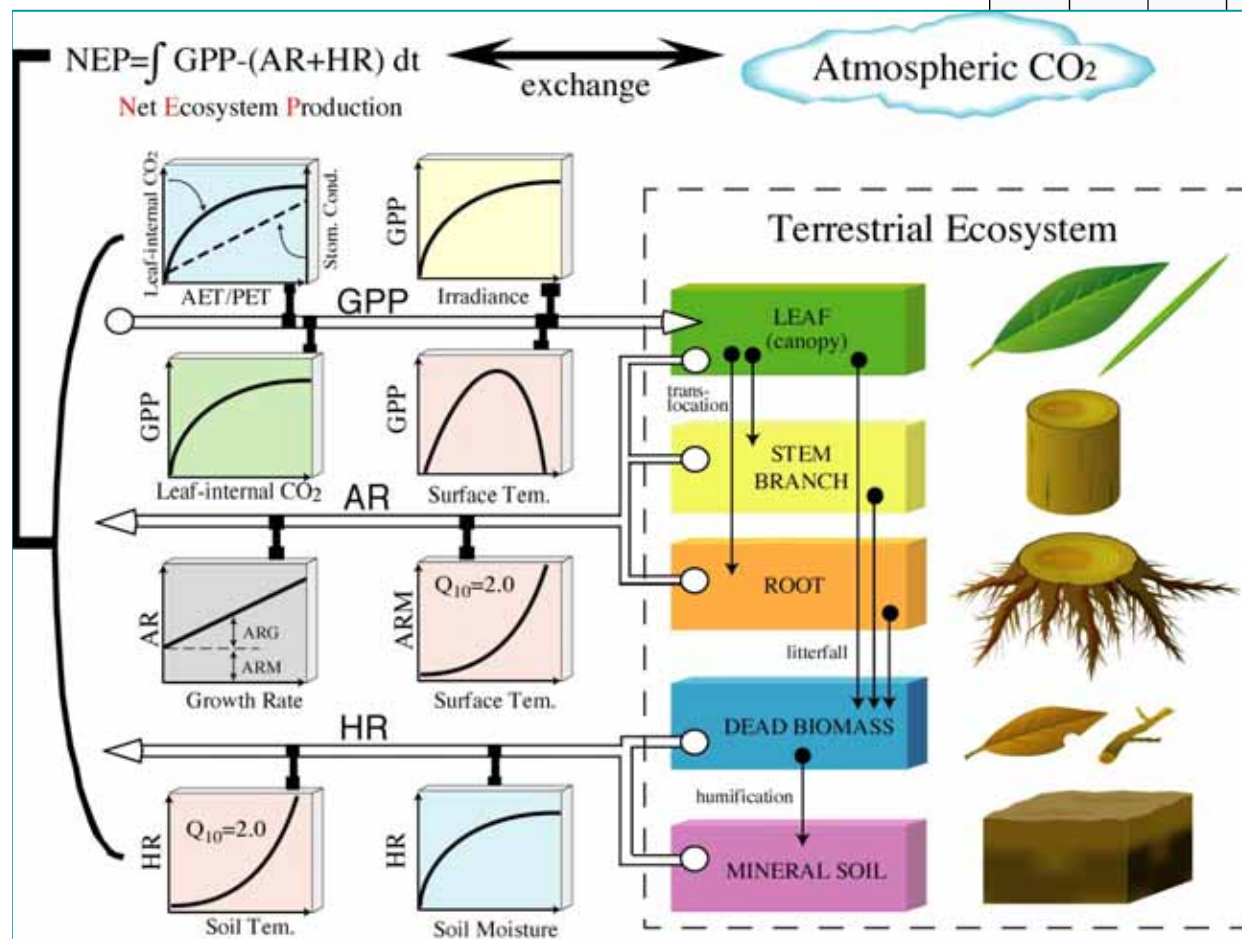 NEP=∫ GPP-(AR+HR) dt
Net Ecosystem Production
exchange
Atmospheric CO₂
Leaf-internal CO₂
Stom. Cond.
AET/PET
GPP
Irradiance
GPP
GPP
Leaf-internal CO₂
GPP
Surface Tem.
AR
AR
ARG
ARM
Growth Rate
Q₁₀=2.0
ARM
Surface Tem.
HR
Q₁₀=2.0
HR
Soil Tem.
HR
Soil Moisture
Terrestrial Ecosystem
LEAF
(canopy)
trans-
location
STEM
BRANCH
ROOT
litterfall
DEAD BIOMASS
humification
MINERAL SOIL